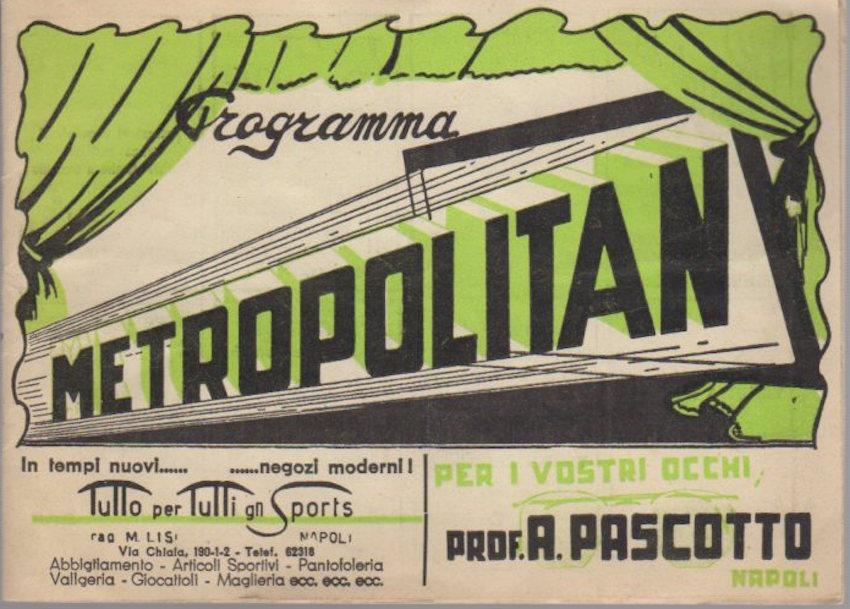 Programma
METROPOLITAN
In tempi nuovi...... ......negozi moderni!
Tutto per Tutti gn Sports
rag M. LISI NAPOLI
Via Chiaia, 190-1-2 - Telef. 62318
Abbigliamento - Articoli Sportivi - Pantofoleria
Valigeria - Giocattoli - Maglieria ecc. ecc. ecc.
PER I VOSTRI OCCHI,
PROF. A. PASCOTTO
NAPOLI